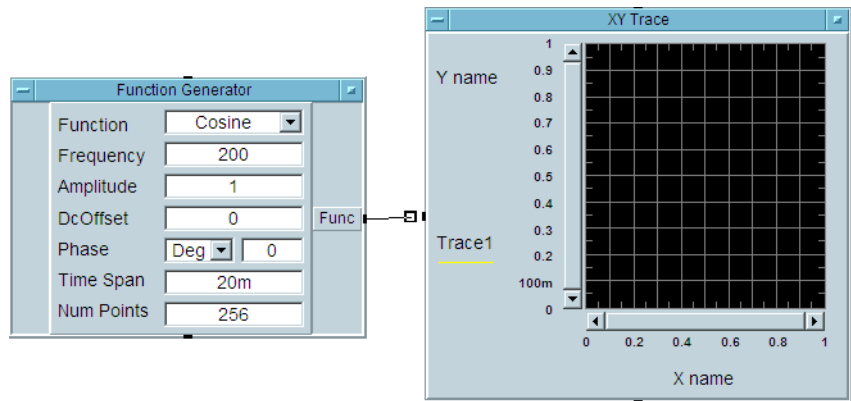 Function Generator
Function Cosine
Frequency 200
Amplitude 1
DcOffset 0
Phase Deg 0
Time Span 20m
Num Points 256
Func
XY Trace
Y name
Trace1
1
0.9
0.8
0.7
0.6
0.5
0.4
0.3
0.2
100m
0
0 0.2 0.4 0.6 0.8 1
X name